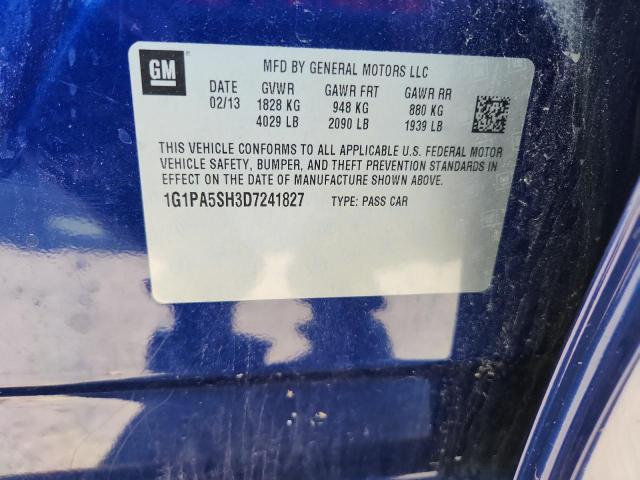 GM
MFD BY GENERAL MOTORS LLC
DATE GVWR GAWR FRT GAWR RR
02/13 1828 KG 948 KG 880 KG
4029 LB 2090 LB 1939 LB
THIS VEHICLE CONFORMS TO ALL APPLICABLE U.S. FEDERAL MOTOR
VEHICLE SAFETY, BUMPER, AND THEFT PREVENTION STANDARDS IN
EFFECT ON THE DATE OF MANUFACTURE SHOWN ABOVE.
1G1PA5SH3D7241827 TYPE: PASS CAR